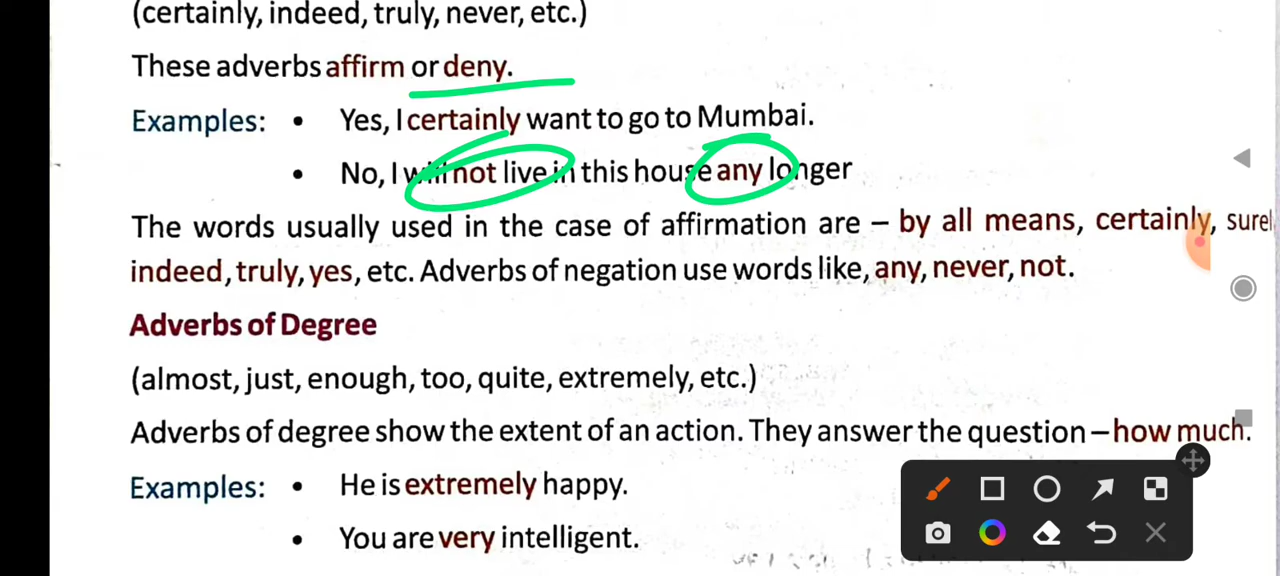 (certainly, indeed, truly, never, etc.)
These adverbs affirm or deny.
Examples: • Yes, I certainly want to go to Mumbai.
• No, I will not live in this house any longer
The words usually used in the case of affirmation are – by all means, certainly, surel
indeed, truly, yes, etc. Adverbs of negation use words like, any, never, not.
Adverbs of Degree
(almost, just, enough, too, quite, extremely, etc.)
Adverbs of degree show the extent of an action. They answer the question – how much.
Examples: • He is extremely happy.
• You are very intelligent.